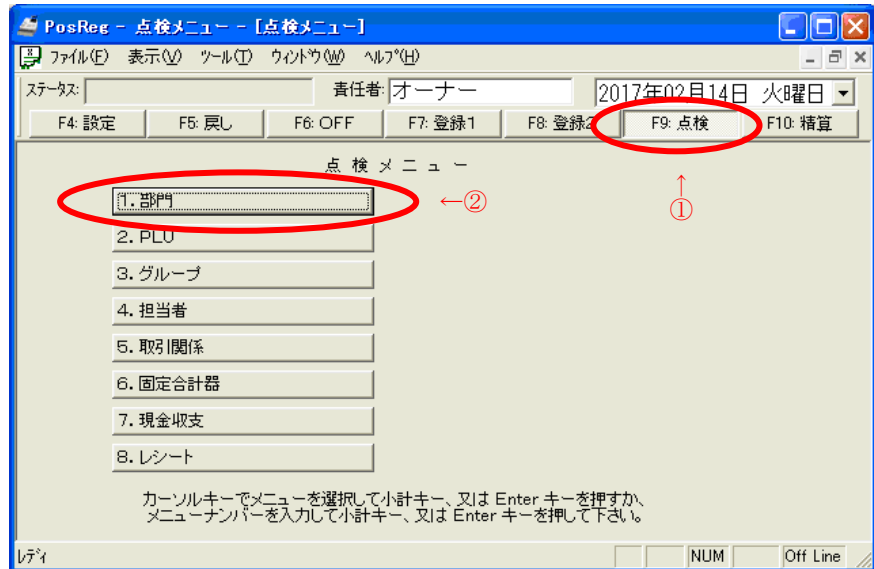 PosReg - 点検メニュー - [点検メニュー]
ファイル(F) 表示(V) ツール(T) ウィンドウ(W) ヘルプ(H)
ステータス: 責任者: オーナー 2017年02月14日 火曜日
F4: 設定 F5: 戻し F6: OFF F7: 登録1 F8: 登録2 F9: 点検 F10: 精算
点 検 メ ニ ュ ー
↑
①
1. 部門 ←②
2. PLU
3. グループ
4. 担当者
5. 取引関係
6. 固定合計器
7. 現金収支
8. レシート
カーソルキーでメニューを選択して小計キー、又は Enter キーを押すか、
メニューナンバーを入力して小計キー、又は Enter キーを押して下さい。
レディ NUM Off Line